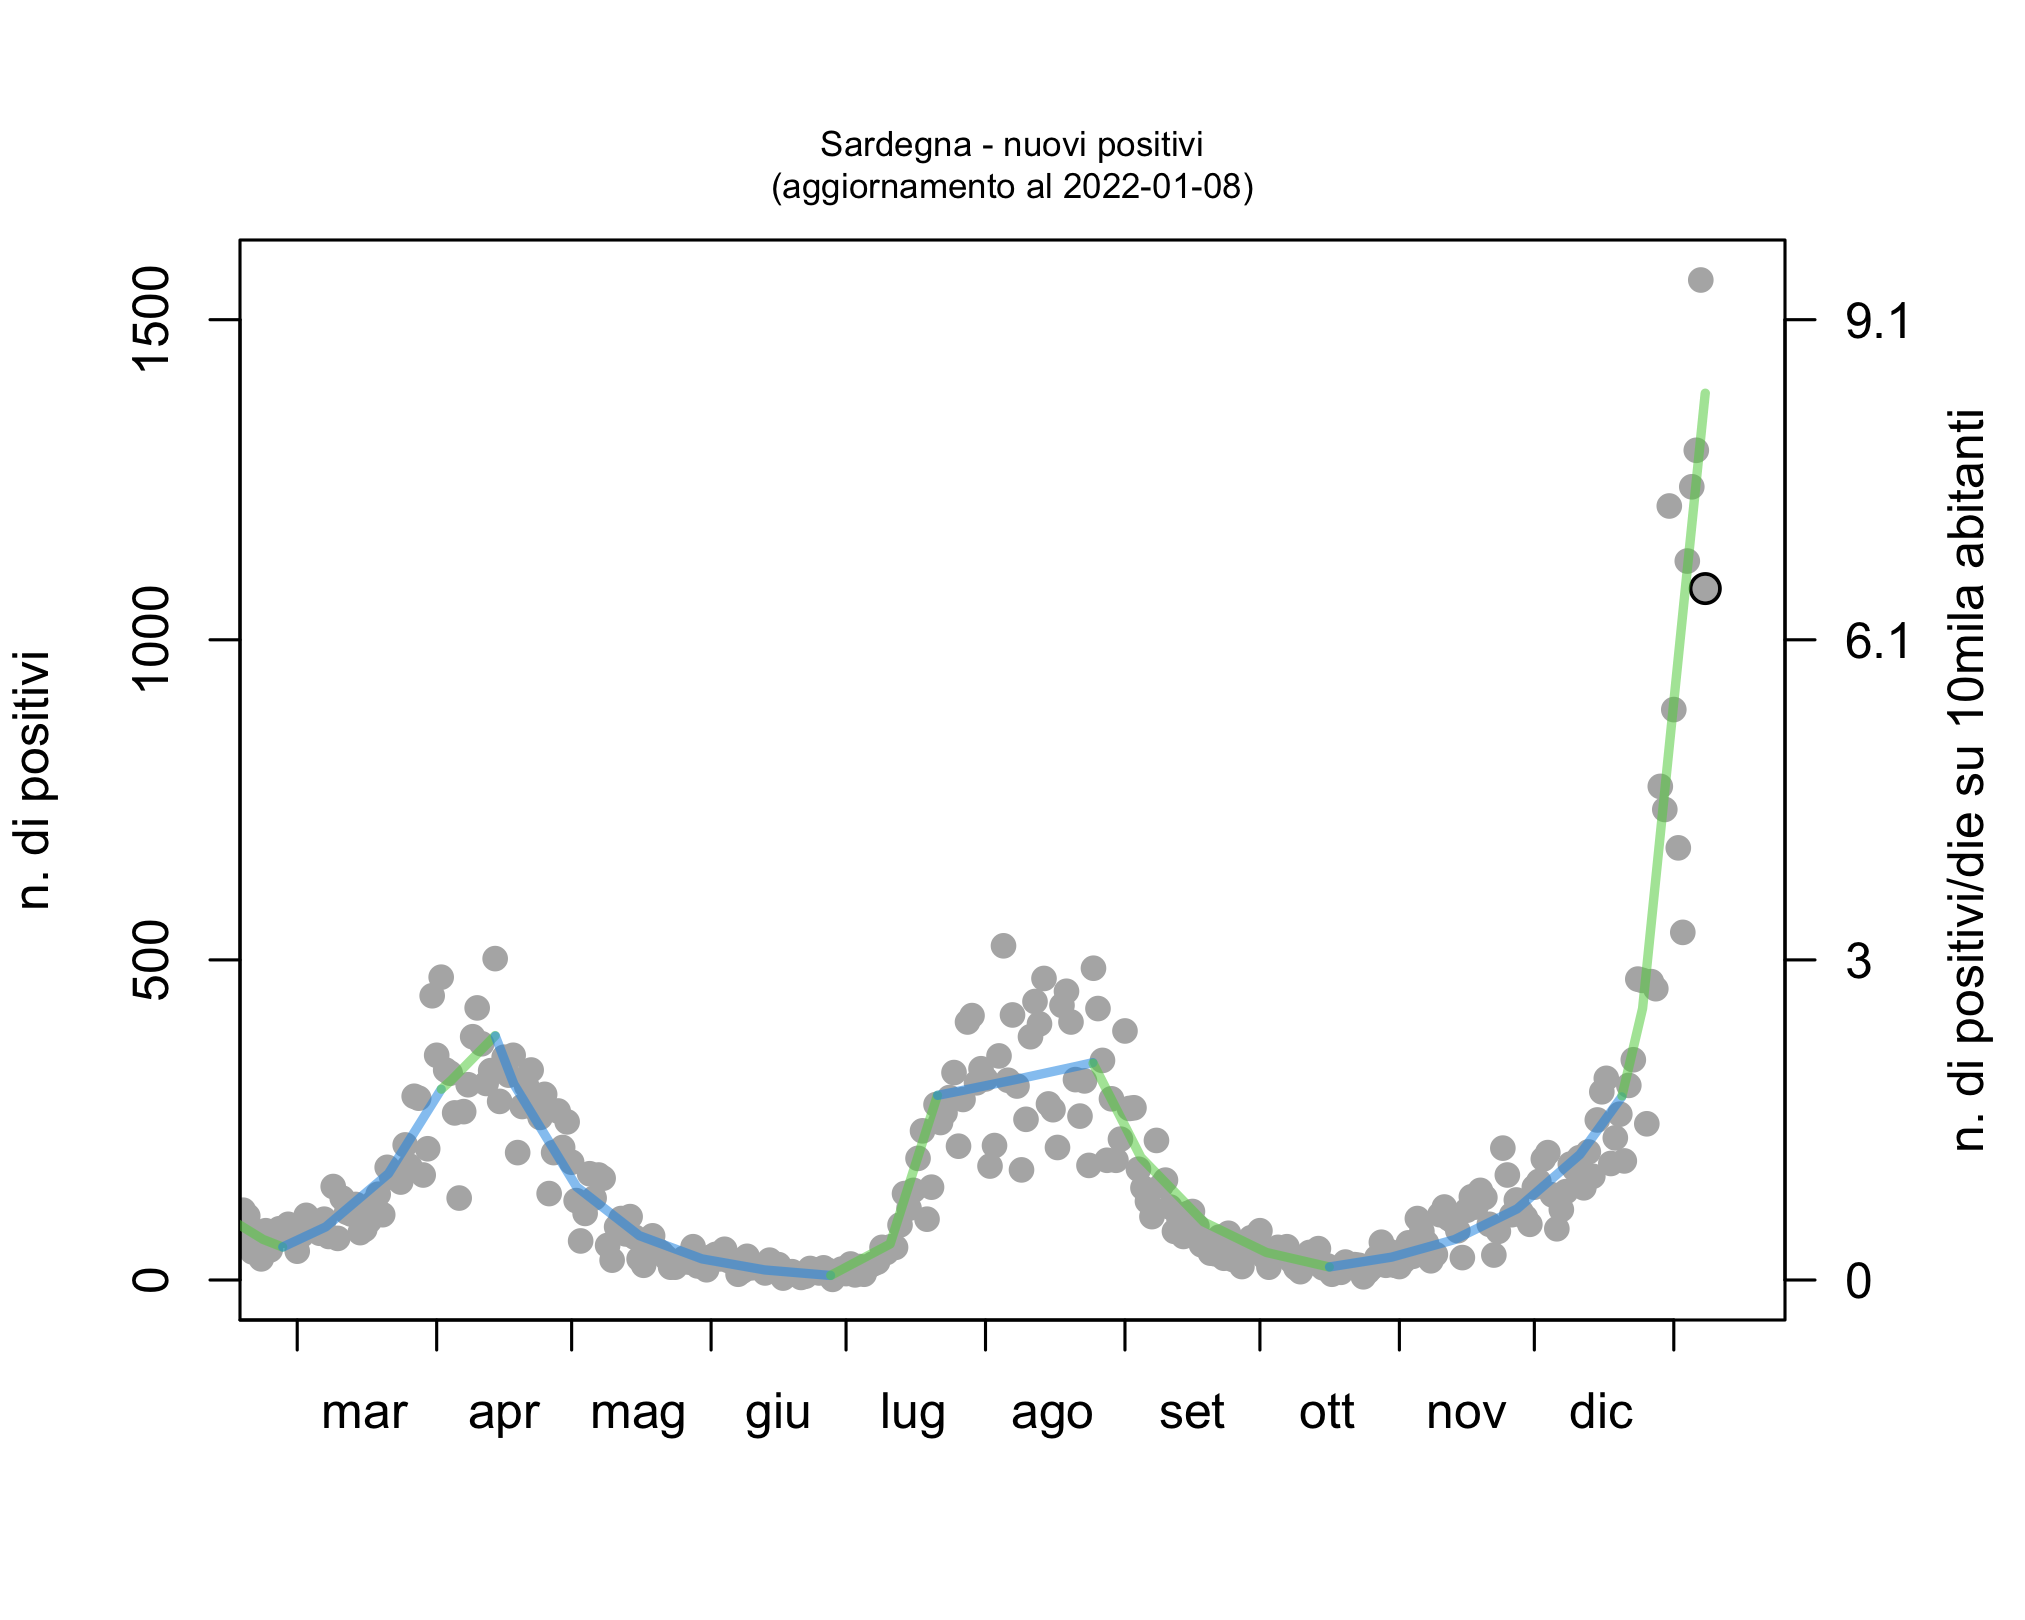 Sardegna - nuovi positivi
(aggiornamento al 2022-01-08)
n. di positivi
1500
1000
500
0
9.1
6.1
3
0
n. di positivi/die su 10mila abitanti
mar apr mag giu lug ago set ott nov dic